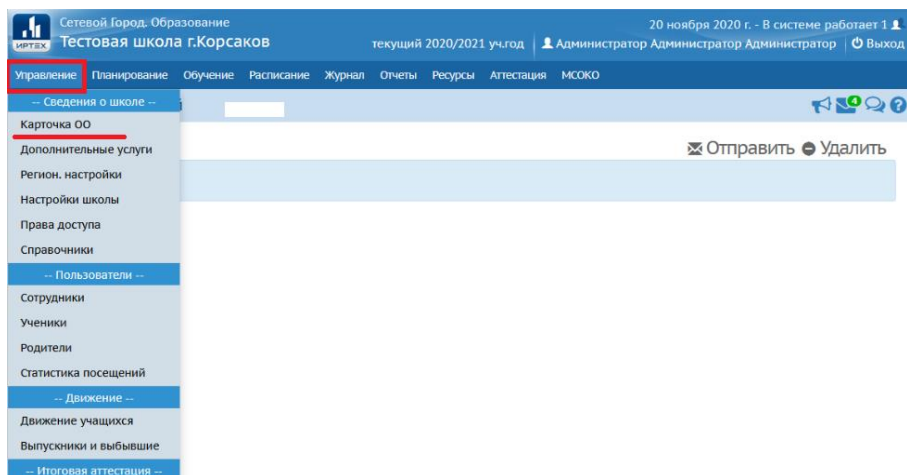 Сетевой Город. Образование
20 ноября 2020 г. - В системе работает 1
ИРТЕХ
Тестовая школа г.Корсаков
текущий 2020/2021 уч.год
Администратор Администратор Администратор
Выход
Управление Планирование Обучение Расписание Журнал Отчеты Ресурсы Аттестация МСОКО
-- Сведения о школе --
4
Карточка ОО
Дополнительные услуги
Отправить Удалить
Регион. настройки
Настройки школы
Права доступа
Справочники
-- Пользователи --
Сотрудники
Ученики
Родители
Статистика посещений
-- Движение --
Движение учащихся
Выпускники и выбывшие
-- Итоговая аттестация --